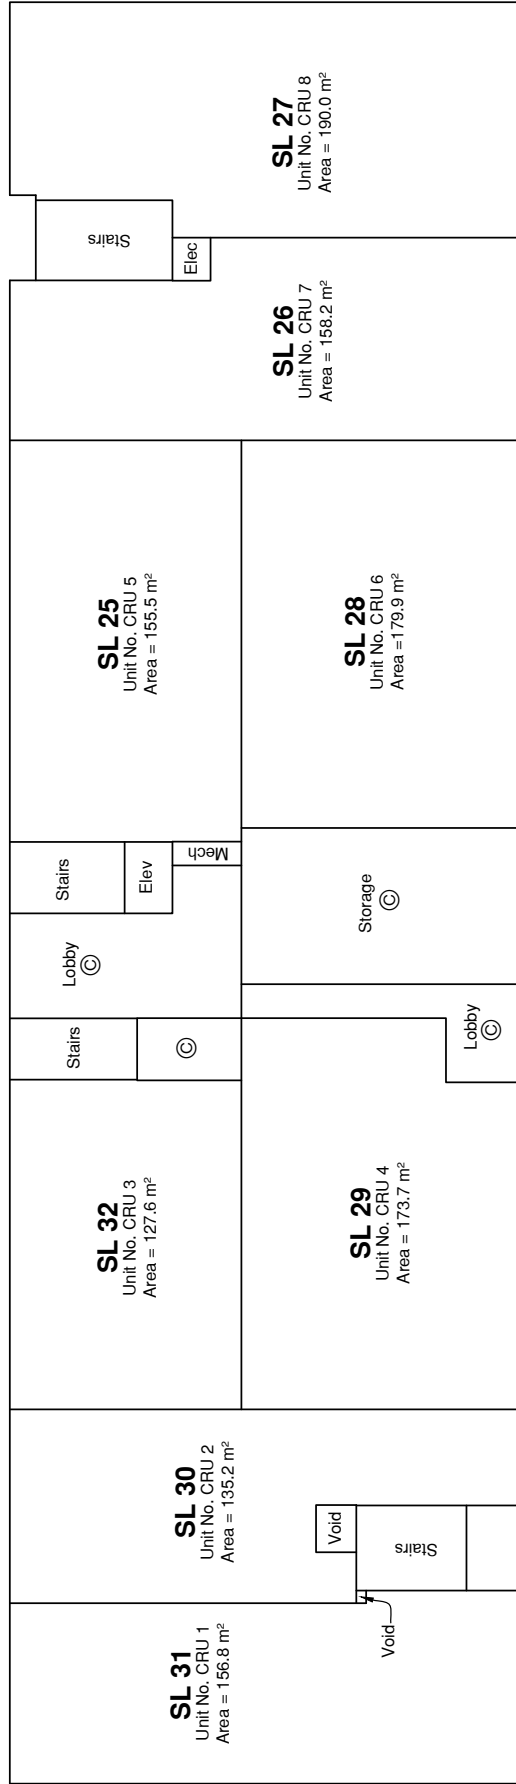 SL 27
Unit No. CRU 8
Area = 190.0 m²
Stairs
Elec
SL 26
Unit No. CRU 7
Area = 158.2 m²
SL 25
Unit No. CRU 5
Area = 155.5 m²
SL 28
Unit No. CRU 6
Area =179.9 m²
Stairs
Elev
Mech
Lobby
©
Storage
©
Stairs
©
Lobby
©
SL 32
Unit No. CRU 3
Area = 127.6 m²
SL 29
Unit No. CRU 4
Area = 173.7 m²
SL 30
Unit No. CRU 2
Area = 135.2 m²
Void
Stairs
Void
SL 31
Unit No. CRU 1
Area = 156.8 m²